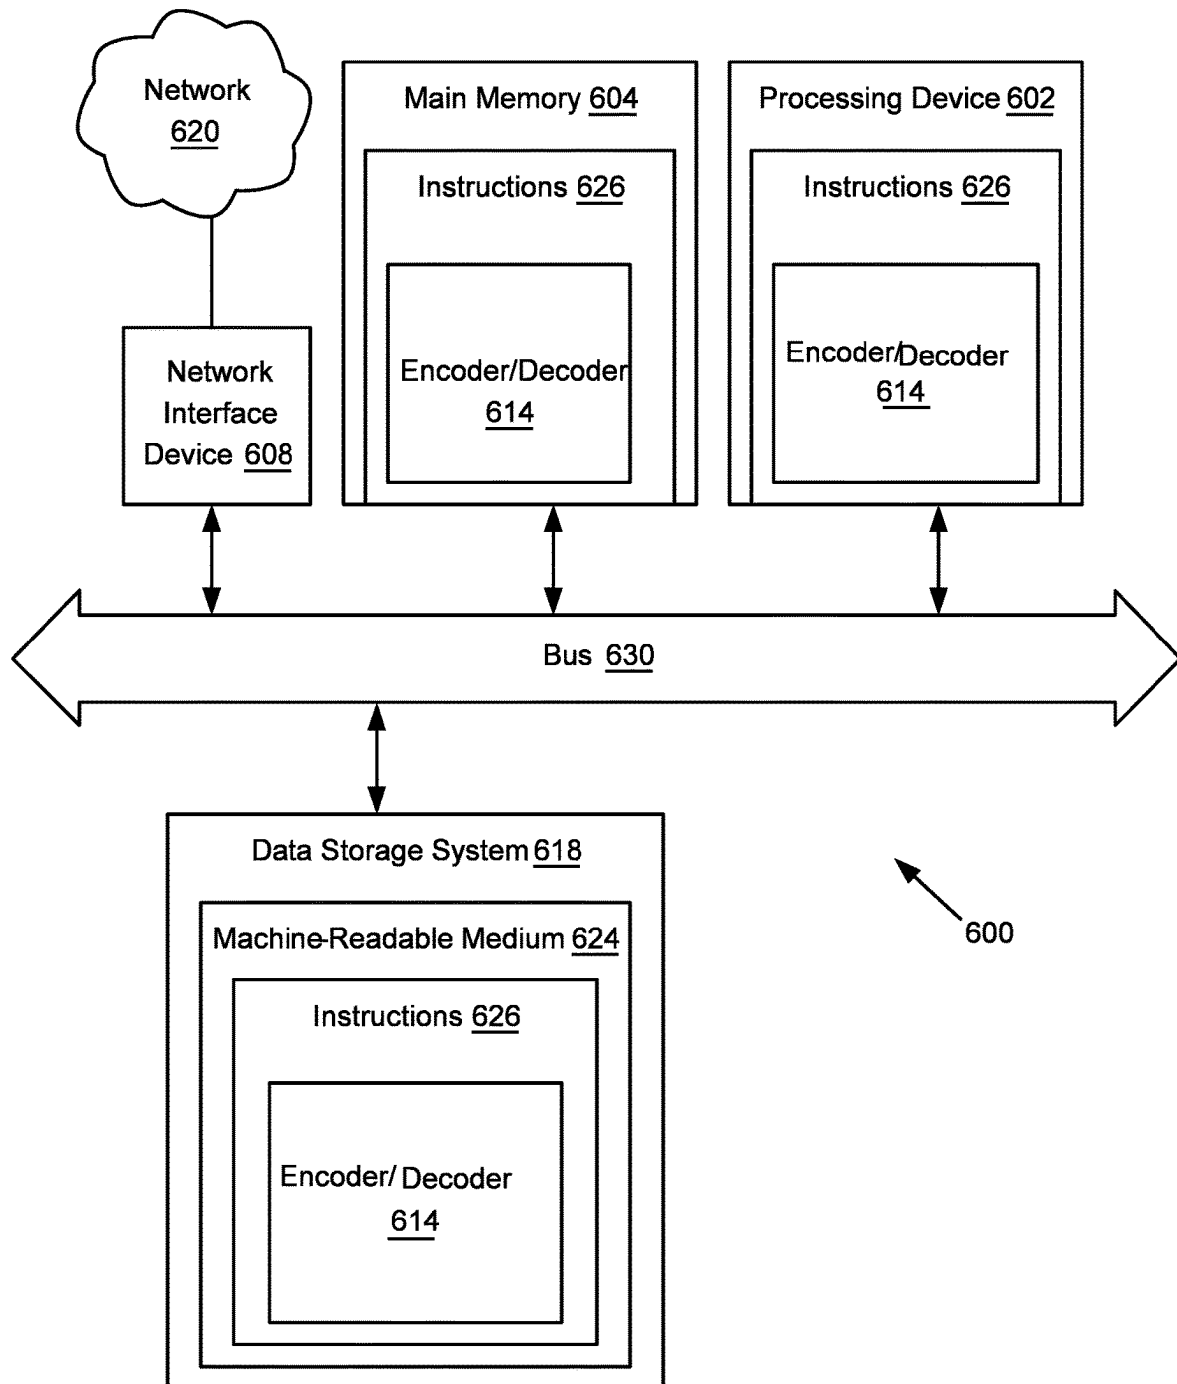 Network
620
Main Memory 604
Processing Device 602
Instructions 626
Instructions 626
Encoder/Decoder
614
Encoder/Decoder
614
Network
Interface
Device 608
Bus 630
Data Storage System 618
Machine-Readable Medium 624
Instructions 626
Encoder/Decoder
614
600